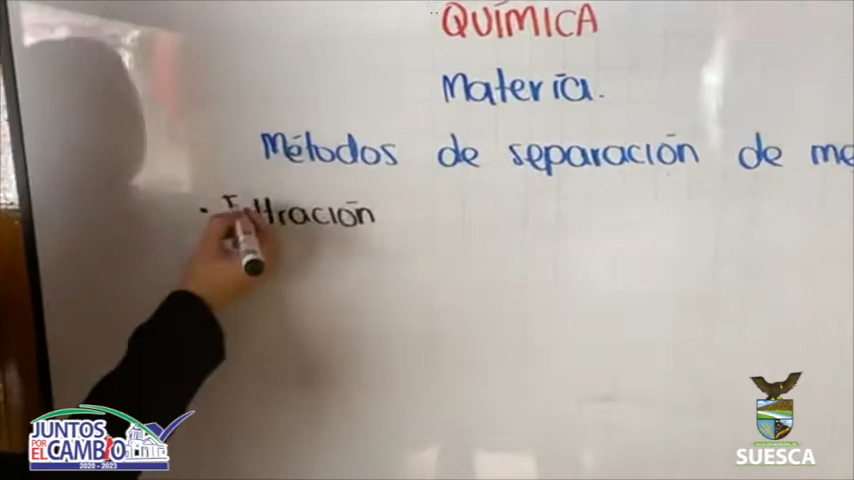 QUÍMICA
Materia.
Métodos de separación de me
• Filtración
JUNTOS
POR
EL CAMBIO
2020 - 2023
SUESCA